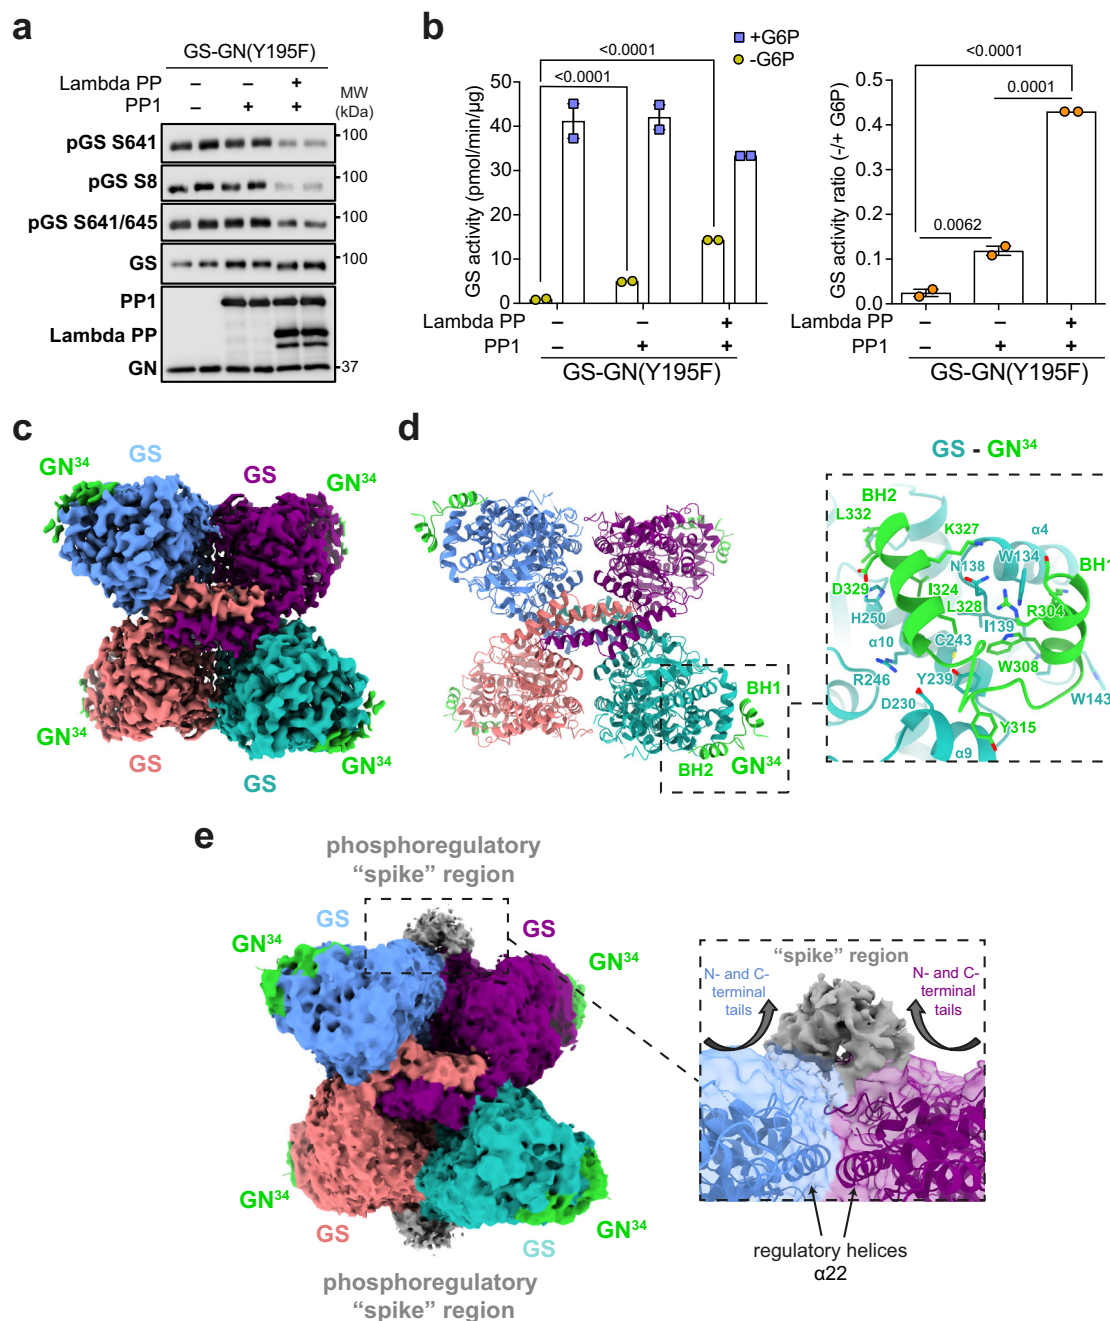 a
GS-GN(Y195F)
Lambda PP – – +
PP1 – + +
MW
(kDa)
pGS S641
100
pGS S8
100
pGS S641/645
100
GS
100
PP1
Lambda PP
GN
37
b
+G6P
-G6P
<0.0001
<0.0001
GS activity (pmol/min/µg)
50
40
30
20
10
0
Lambda PP – – +
PP1 – + +
GS-GN(Y195F)
<0.0001
0.0001
0.0062
GS activity ratio (-/+ G6P)
0.5
0.4
0.3
0.2
0.1
0.0
Lambda PP – – +
PP1 – + +
GS-GN(Y195F)
c
GS
GN34
GS
GN34
GN34
GS
GS
GN34
d
BH1
BH2
GN34
GS - GN34
BH2
L332
K327
α4
W134
N138
BH1
D329
I324
L328
R304
H250
I139
α10
C243
W308
R246
Y239
W143
D230
Y315
α9
e
phosphoregulatory
“spike” region
GS
GS
GN34
GN34
GN34
GS
GN34
GS
phosphoregulatory
“spike” region
“spike” region
N- and C-
terminal
tails
N- and C-
terminal
tails
regulatory helices
α22